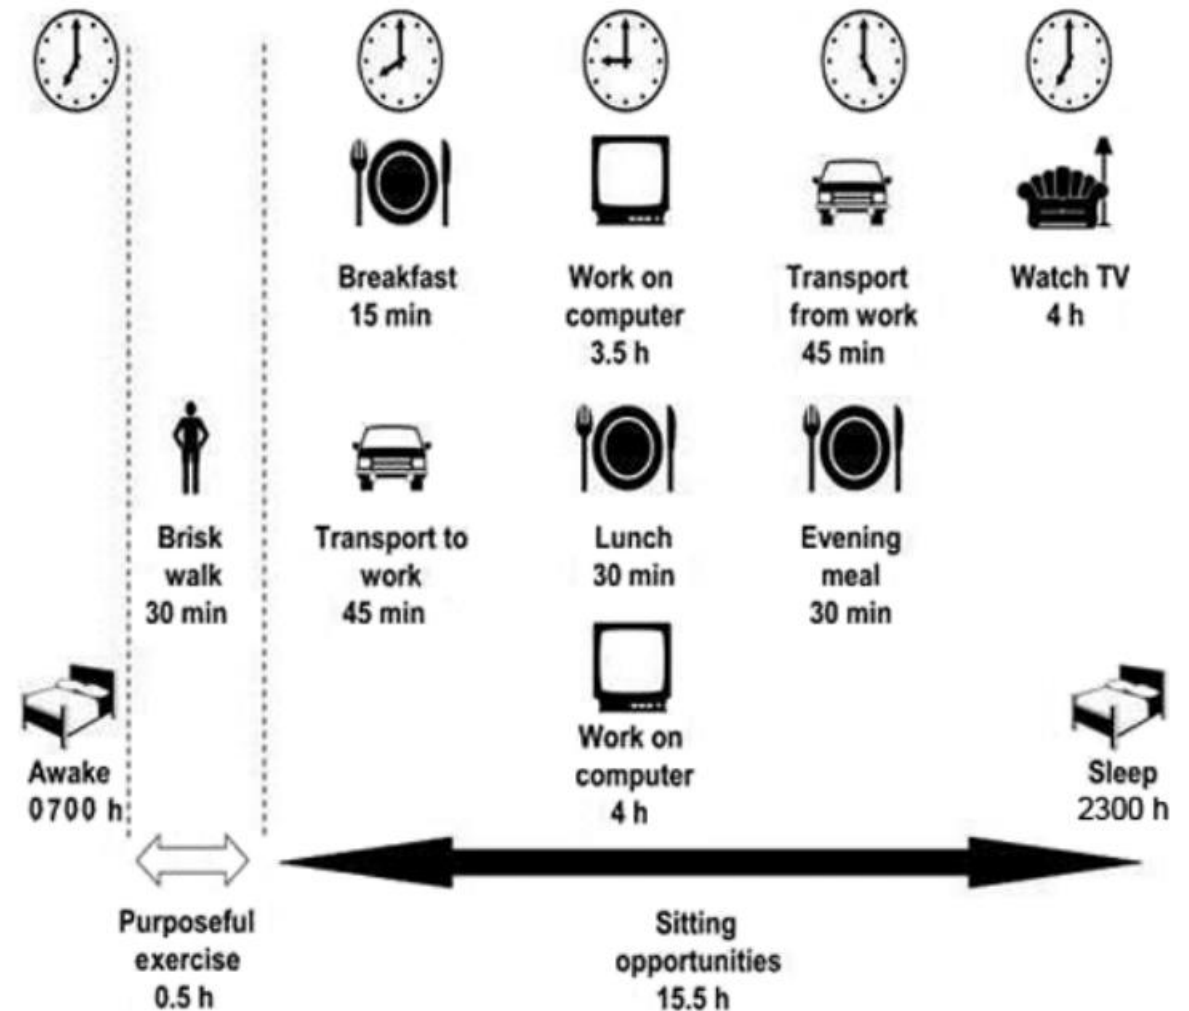 Breakfast
15 min
Work on
computer
3.5 h
Transport
from work
45 min
Watch TV
4 h
Brisk
walk
30 min
Transport to
work
45 min
Lunch
30 min
Evening
meal
30 min
Work on
computer
4 h
Awake
0700 h
Sleep
2300 h
Purposeful
exercise
0.5 h
Sitting
opportunities
15.5 h